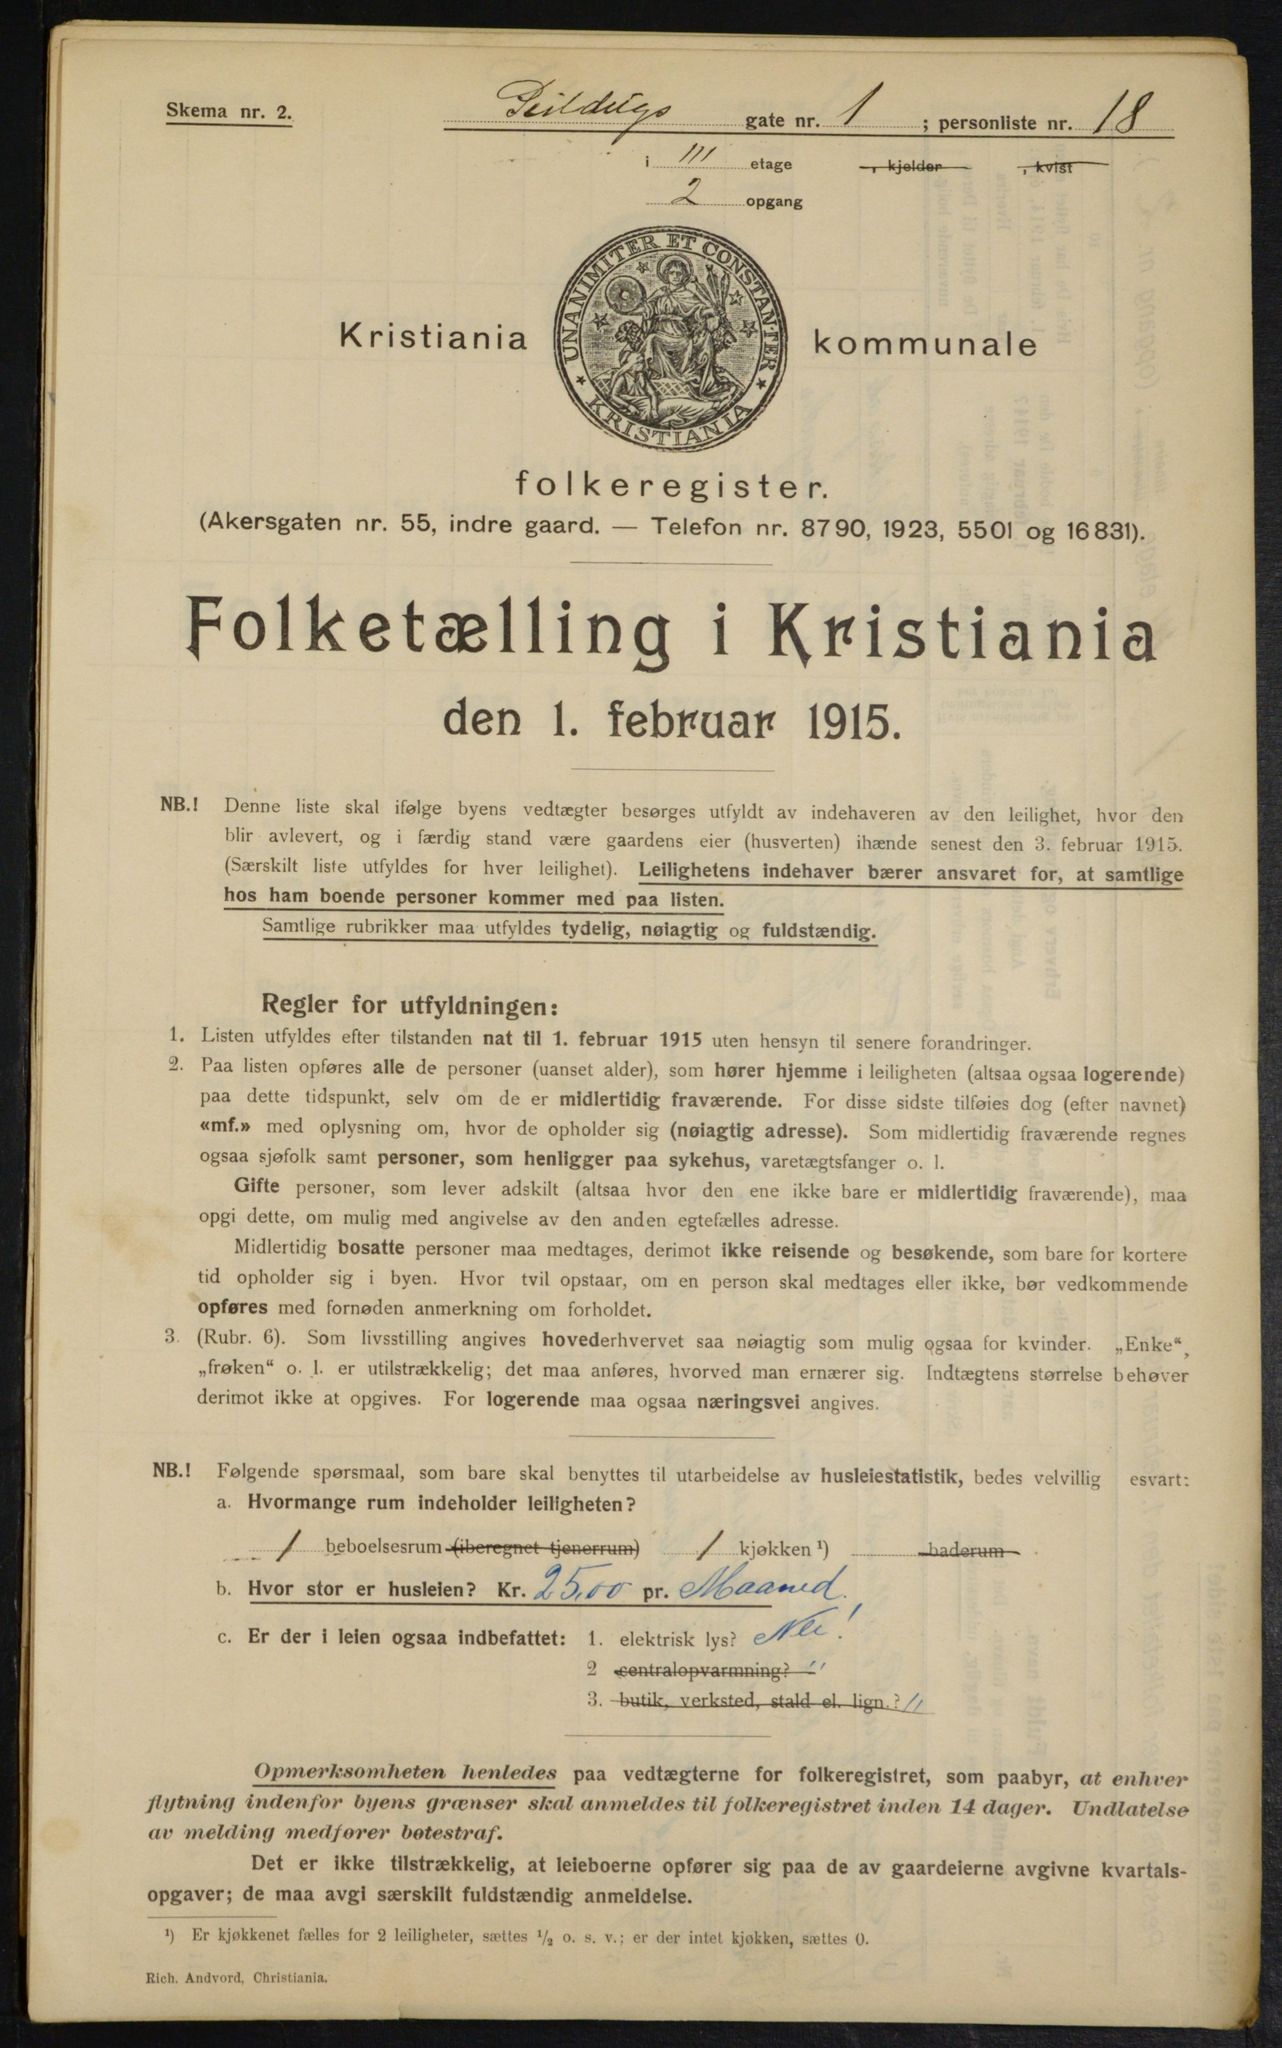 Skema nr. 2.
Seildugs gate nr. 1 ; personliste nr. 18
i III etage , kjelder , kvist
2 opgang
UNANIMITER ET CONSTANTER
KRISTIANIA
Kristiania kommunale
folkeregister.
(Akersgaten nr. 55, indre gaard. — Telefon nr. 8790, 1923, 5501 og 16831).
Folketælling i Kristiania
den 1. februar 1915.
NB.! Denne liste skal ifølge byens vedtægter besørges utfyldt av indehaveren av den leilighet, hvor den
blir avlevert, og i færdig stand være gaardens eier (husverten) ihænde senest den 3. februar 1915.
(Særskilt liste utfyldes for hver leilighet). Leilighetens indehaver bærer ansvaret for, at samtlige
hos ham boende personer kommer med paa listen.
Samtlige rubrikker maa utfyldes tydelig, nøiagtig og fuldstændig.
Regler for utfyldningen:
1. Listen utfyldes efter tilstanden nat til 1. februar 1915 uten hensyn til senere forandringer.
2. Paa listen opføres alle de personer (uanset alder), som hører hjemme i leiligheten (altsaa ogsaa logerende)
paa dette tidspunkt, selv om de er midlertidig fraværende. For disse sidste tilføies dog (efter navnet)
«mf.» med oplysning om, hvor de opholder sig (nøiagtig adresse). Som midlertidig fraværende regnes
ogsaa sjøfolk samt personer, som henligger paa sykehus, varetægtsfanger o. l.
Gifte personer, som lever adskilt (altsaa hvor den ene ikke bare er midlertidig fraværende), maa
opgi dette, om mulig med angivelse av den anden egtefælles adresse.
Midlertidig bosatte personer maa medtages, derimot ikke reisende og besøkende, som bare for kortere
tid opholder sig i byen. Hvor tvil opstaar, om en person skal medtages eller ikke, bør vedkommende
opføres med fornøden anmerkning om forholdet.
3. (Rubr. 6). Som livsstilling angives hovederhvervet saa nøiagtig som mulig ogsaa for kvinder. „Enke“,
„frøken“ o. l. er utilstrækkelig; det maa anføres, hvorved man ernærer sig. Indtægtens størrelse behøver
derimot ikke at opgives. For logerende maa ogsaa næringsvei angives.
NB.! Følgende spørsmaal, som bare skal benyttes til utarbeidelse av husleiestatistik, bedes velvillig esvart:
a. Hvormange rum indeholder leiligheten?
1 beboelsesrum (iberegnet tjenerrum) 1 kjøkken ¹) baderum
b. Hvor stor er husleien? Kr. 25,00 pr. Maaned.
c. Er der i leien ogsaa indbefattet: 1. elektrisk lys? Nei!
2 centralopvarmning? "
3. butik, verksted, stald el. lign.? "
Opmerksomheten henledes paa vedtægterne for folkeregistret, som paabyr, at enhver
flytning indenfor byens grænser skal anmeldes til folkeregistret inden 14 dager. Undlatelse
av melding medfører bøtestraf.
Det er ikke tilstrækkelig, at leieboerne opfører sig paa de av gaardeierne avgivne kvartals-
opgaver; de maa avgi særskilt fuldstændig anmeldelse.
¹) Er kjøkkenet fælles for 2 leiligheter, sættes ½ o. s. v.; er der intet kjøkken, sættes 0.
Rich. Andvord, Christiania.